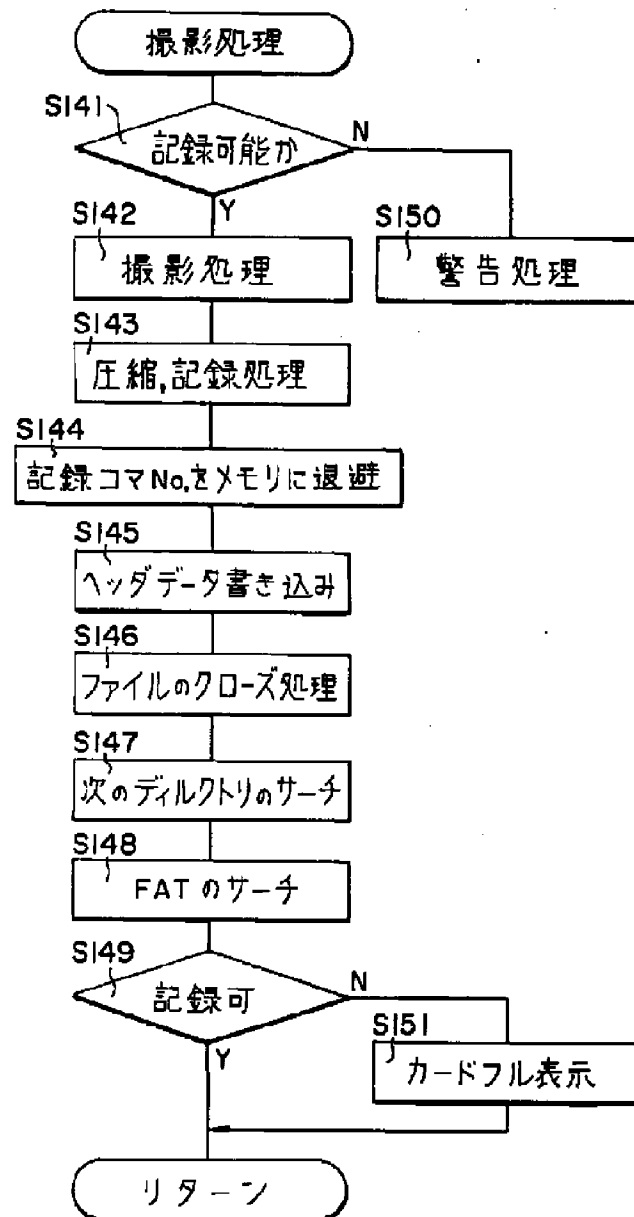 撮影処理
S141
記録可能か
N
Y
S142
撮影処理
S150
警告処理
S143
圧縮,記録処理
S144
記録コマNo.をメモリに退避
S145
ヘッダデータ書き込み
S146
ファイルのクローズ処理
S147
次のディルクトリのサーチ
S148
FATのサーチ
S149
記録可
N
Y
S151
カードフル表示
リターン